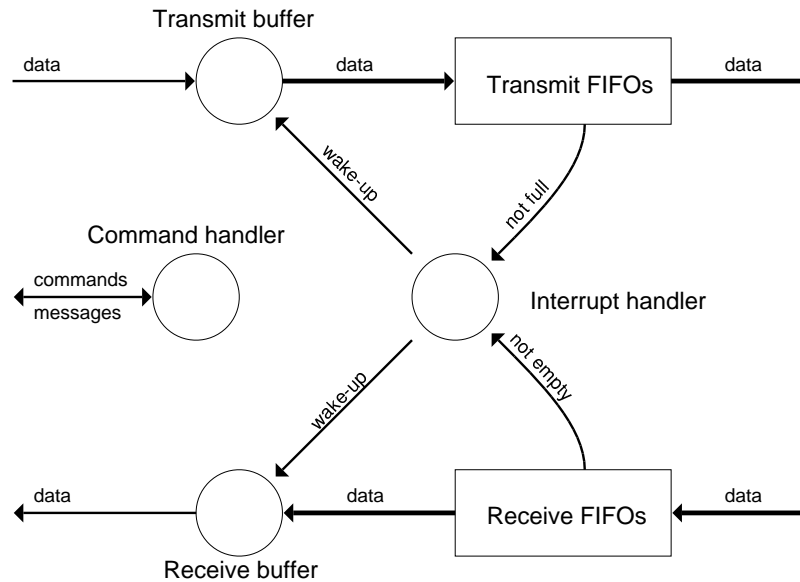 Transmit buffer
data
data
Transmit FIFOs
data
wake-up
not full
Command handler
commands
messages
Interrupt handler
wake-up
not empty
data
data
Receive FIFOs
data
Receive buffer